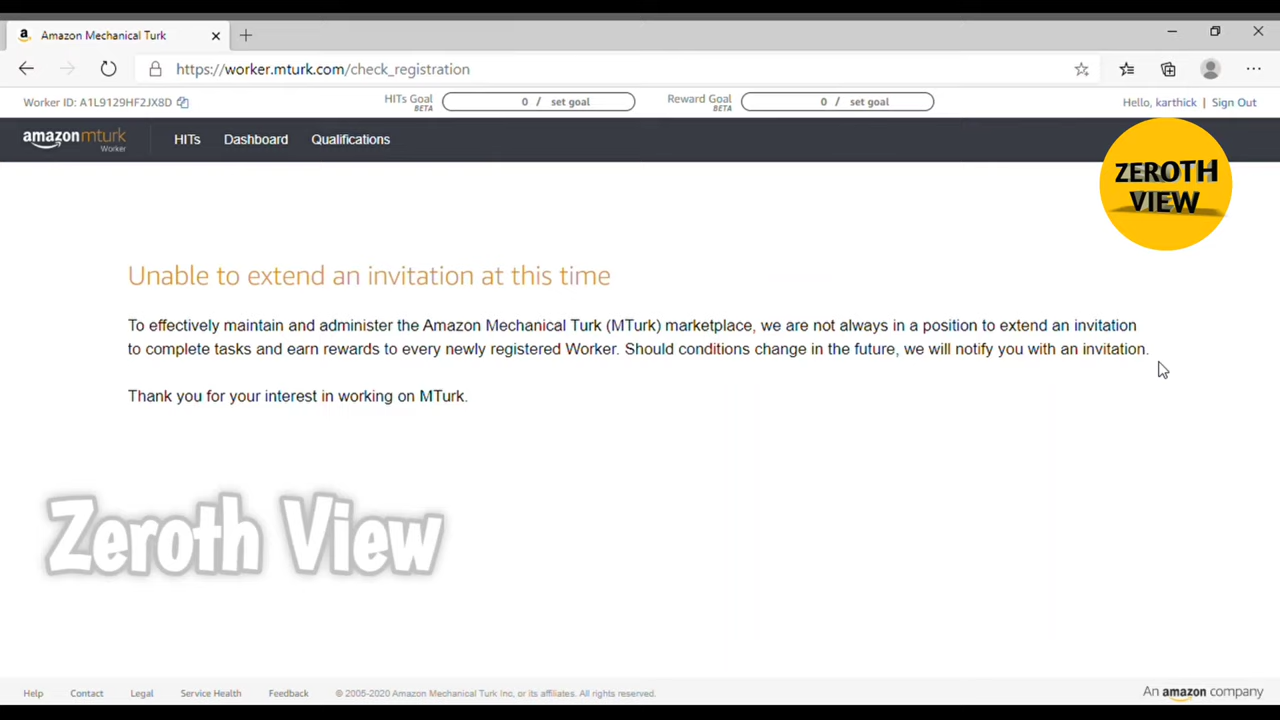 Amazon Mechanical Turk
https://worker.mturk.com/check_registration
Worker ID: A1L9129HF2JX8D
HITs Goal
BETA
0 / set goal
Reward Goal
BETA
0 / set goal
Hello, karthick | Sign Out
amazonmturk
Worker
HITs
Dashboard
Qualifications
ZEROTH
VIEW
Unable to extend an invitation at this time
To effectively maintain and administer the Amazon Mechanical Turk (MTurk) marketplace, we are not always in a position to extend an invitation
to complete tasks and earn rewards to every newly registered Worker. Should conditions change in the future, we will notify you with an invitation.
Thank you for your interest in working on MTurk.
Zeroth View
Help
Contact
Legal
Service Health
Feedback
© 2005-2020 Amazon Mechanical Turk Inc, or its affiliates. All rights reserved.
An amazon company